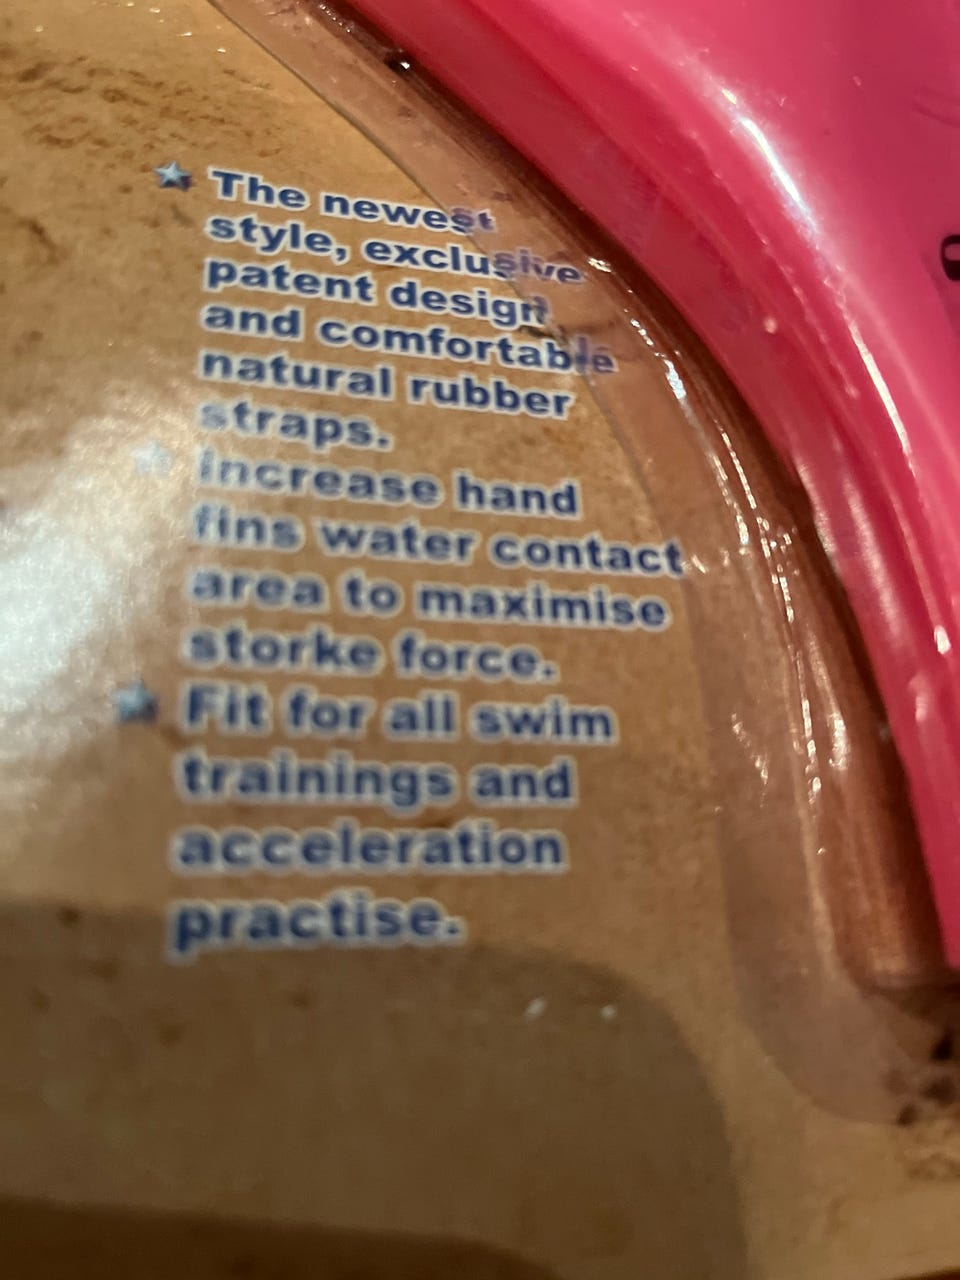 The newest
style, exclusive
patent design
and comfortable
natural rubber
straps.
Increase hand
fins water contact
area to maximise
storke force.
Fit for all swim
trainings and
acceleration
practise.